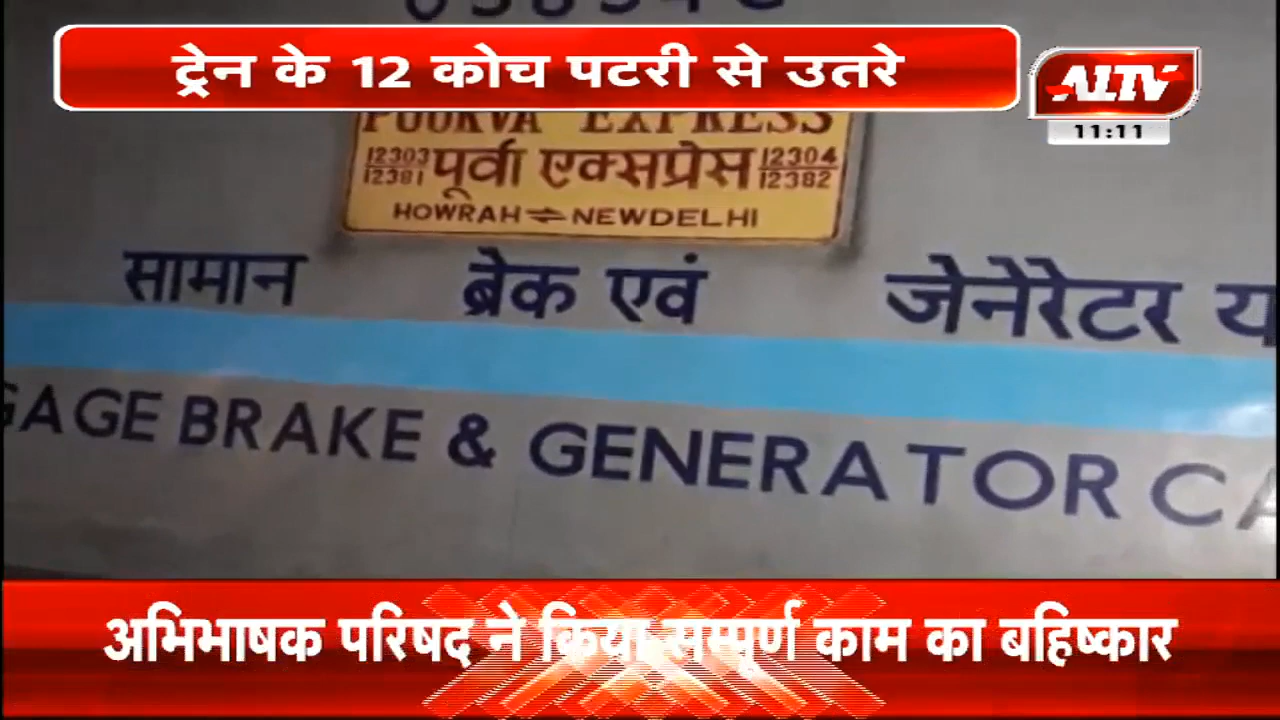 ट्रेन के 12 कोच पटरी से उतरे
ALTV
11:11
POORVA EXPRESS
12303 पूर्वा एक्सप्रेस 12304
12381 12382
HOWRAH ⇌ NEWDELHI
सामान ब्रेक एवं जेनेरेटर
BRAKE & GENERATOR
अभिभाषक परिषद ने किया सम्पूर्ण काम का बहिष्कार